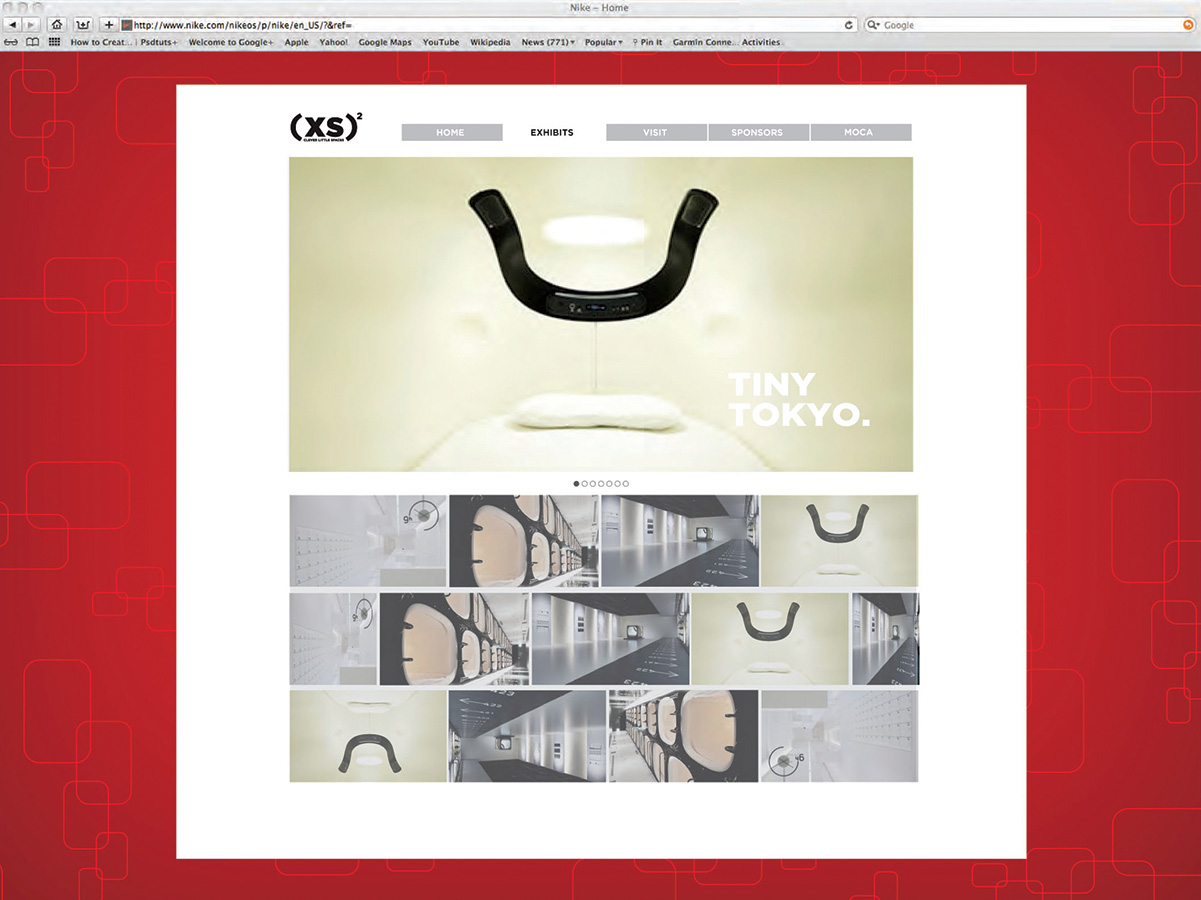 Nike – Home
http://www.nike.com/nikeos/p/nike/en_US/?&ref=
Google
How to Creat... Psdtuts+ Welcome to Google+ Apple Yahoo! Google Maps YouTube Wikipedia News (771) Popular Pin It Garmin Conne... Activities
(XS)2
CLEVER LITTLE SPACES
HOME EXHIBITS VISIT SPONSORS MOCA
TINY
TOKYO.